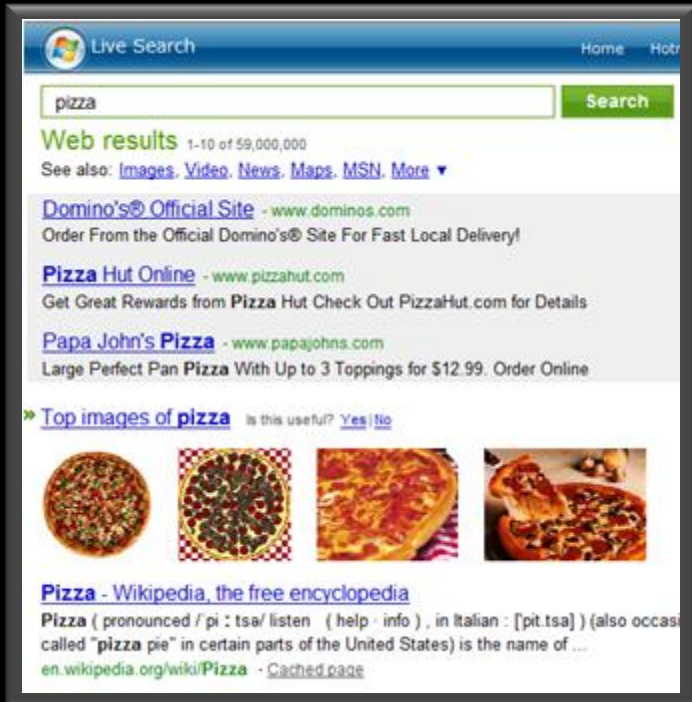 Live Search
Home Hotr
pizza Search
Web results 1-10 of 59,000,000
See also: Images, Video, News, Maps, MSN, More ▼
Domino's® Official Site - www.dominos.com
Order From the Official Domino's® Site For Fast Local Delivery!
Pizza Hut Online - www.pizzahut.com
Get Great Rewards from Pizza Hut Check Out PizzaHut.com for Details
Papa John's Pizza - www.papajohns.com
Large Perfect Pan Pizza With Up to 3 Toppings for $12.99. Order Online
» Top images of pizza Is this useful? Yes|No
Pizza - Wikipedia, the free encyclopedia
Pizza ( pronounced /ˈpiːtsə/ listen ( help · info ) , in Italian : ['pit.tsa] ) (also occasi
called "pizza pie" in certain parts of the United States) is the name of ...
en.wikipedia.org/wiki/Pizza - Cached page